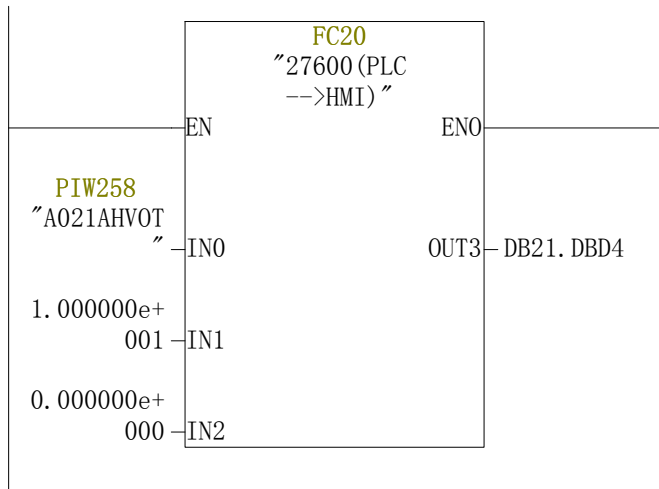 FC20
"27600(PLC
-->HMI)"
EN ENO
PIW258
"A021AHVOT
" IN0 OUT3 DB21.DBD4
1.000000e+
001 IN1
0.000000e+
000 IN2